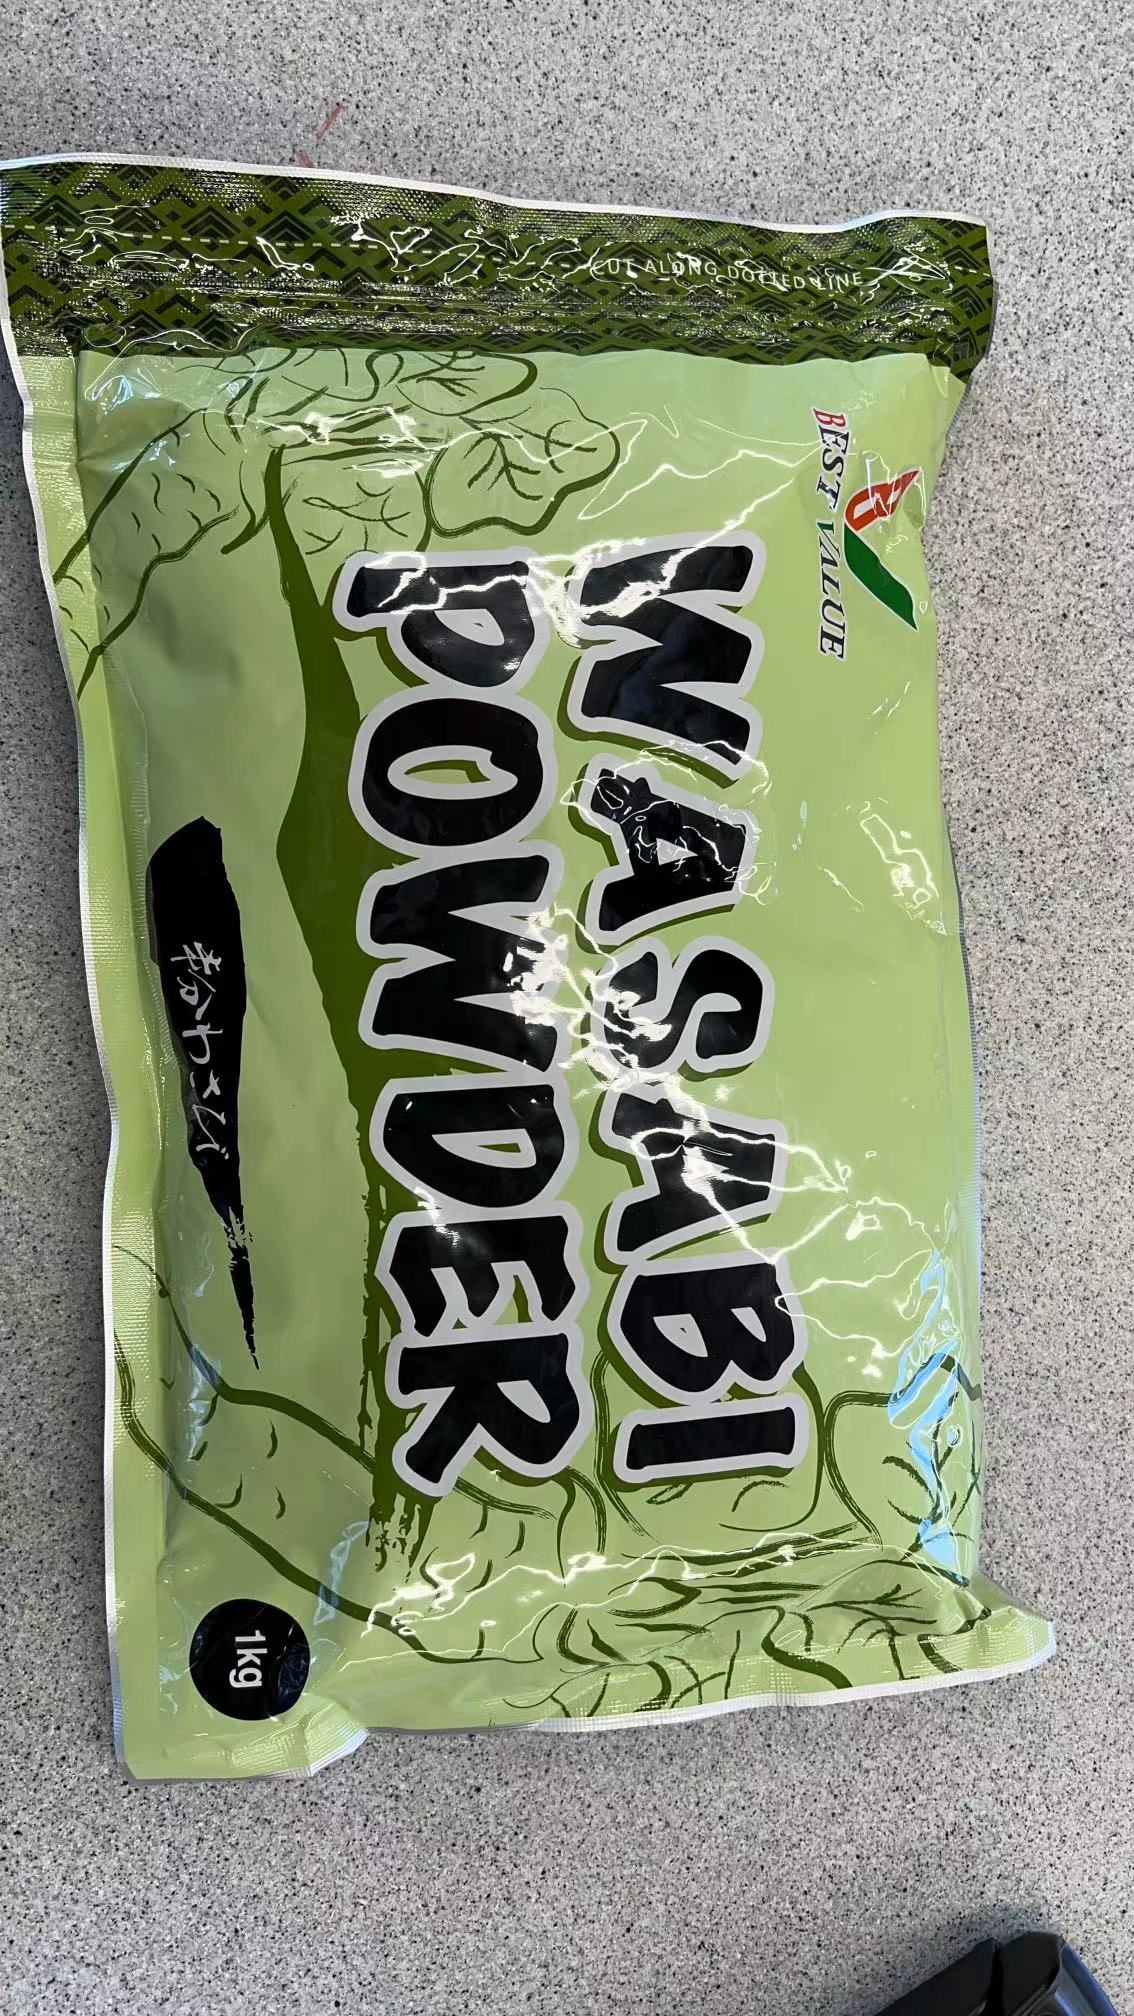 CUT ALONG DOTTED LINE
BEST VALUE
WASABI
POWDER
粉わさび
1kg